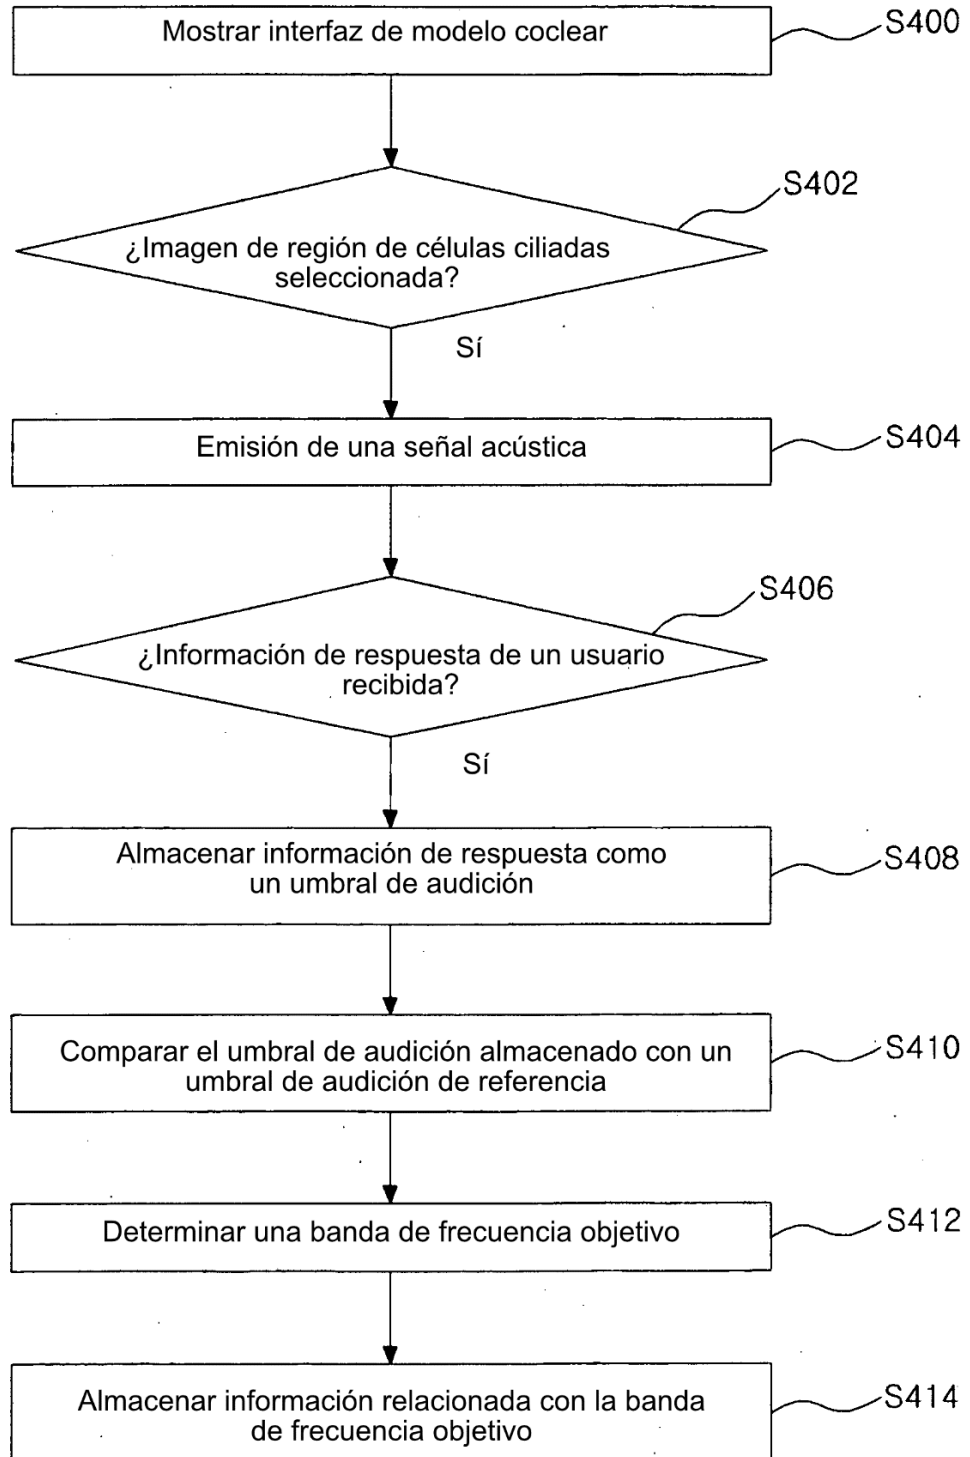 Mostrar interfaz de modelo coclear
S400
S402
¿Imagen de región de células ciliadas
seleccionada?
Sí
Emisión de una señal acústica
S404
S406
¿Información de respuesta de un usuario
recibida?
Sí
Almacenar información de respuesta como
un umbral de audición
S408
Comparar el umbral de audición almacenado con un
umbral de audición de referencia
S410
Determinar una banda de frecuencia objetivo
S412
Almacenar información relacionada con la banda
de frecuencia objetivo
S414